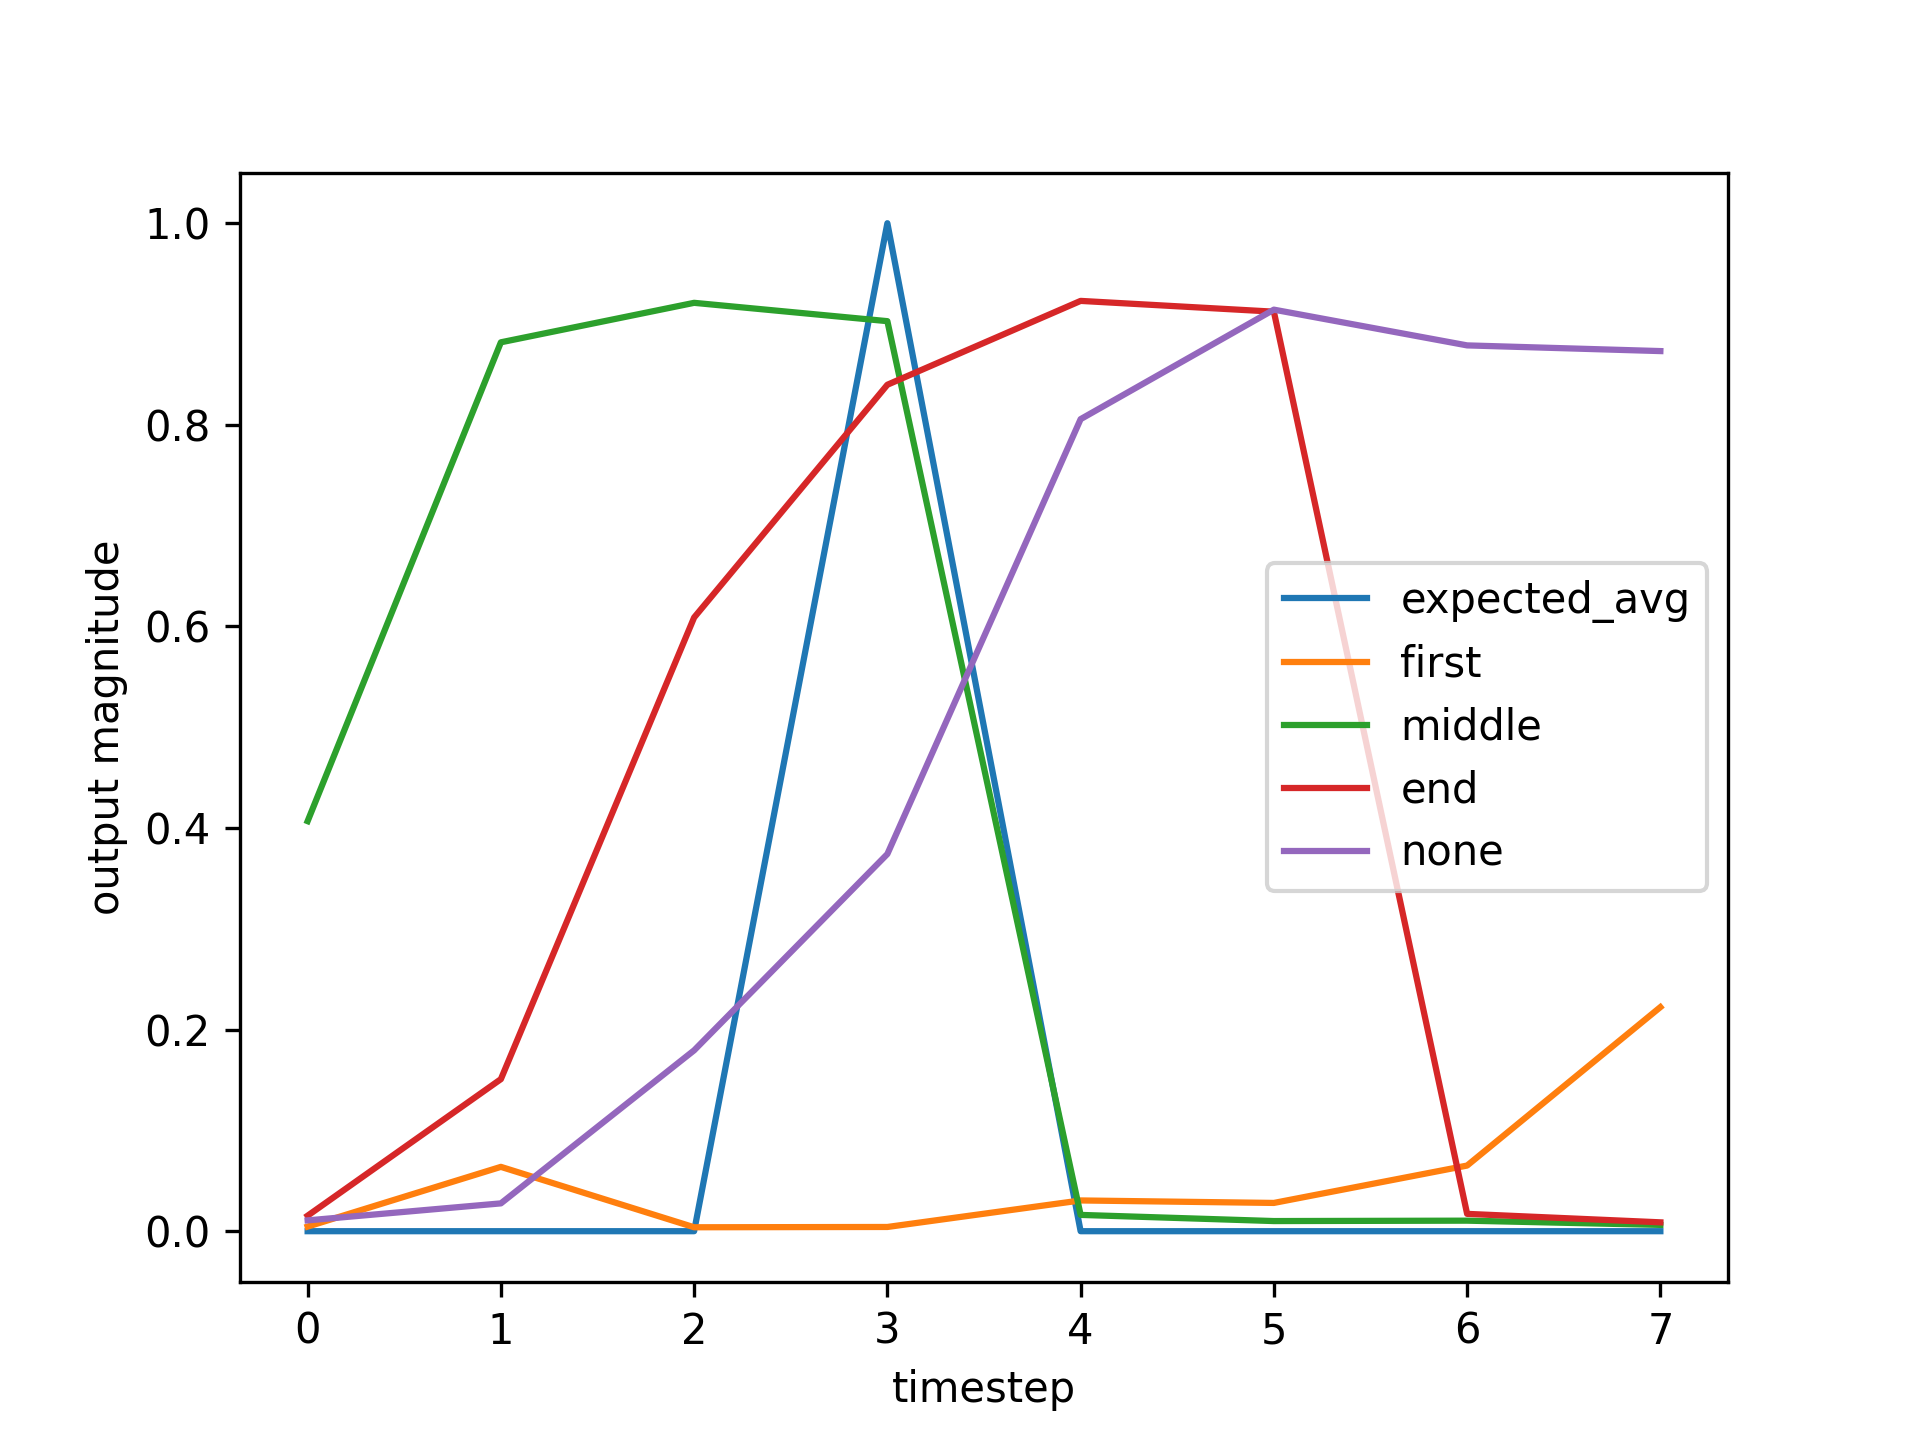 1.0
0.8
0.6
0.4
0.2
0.0
output magnitude
expected_avg
first
middle
end
none
0 1 2 3 4 5 6 7
timestep